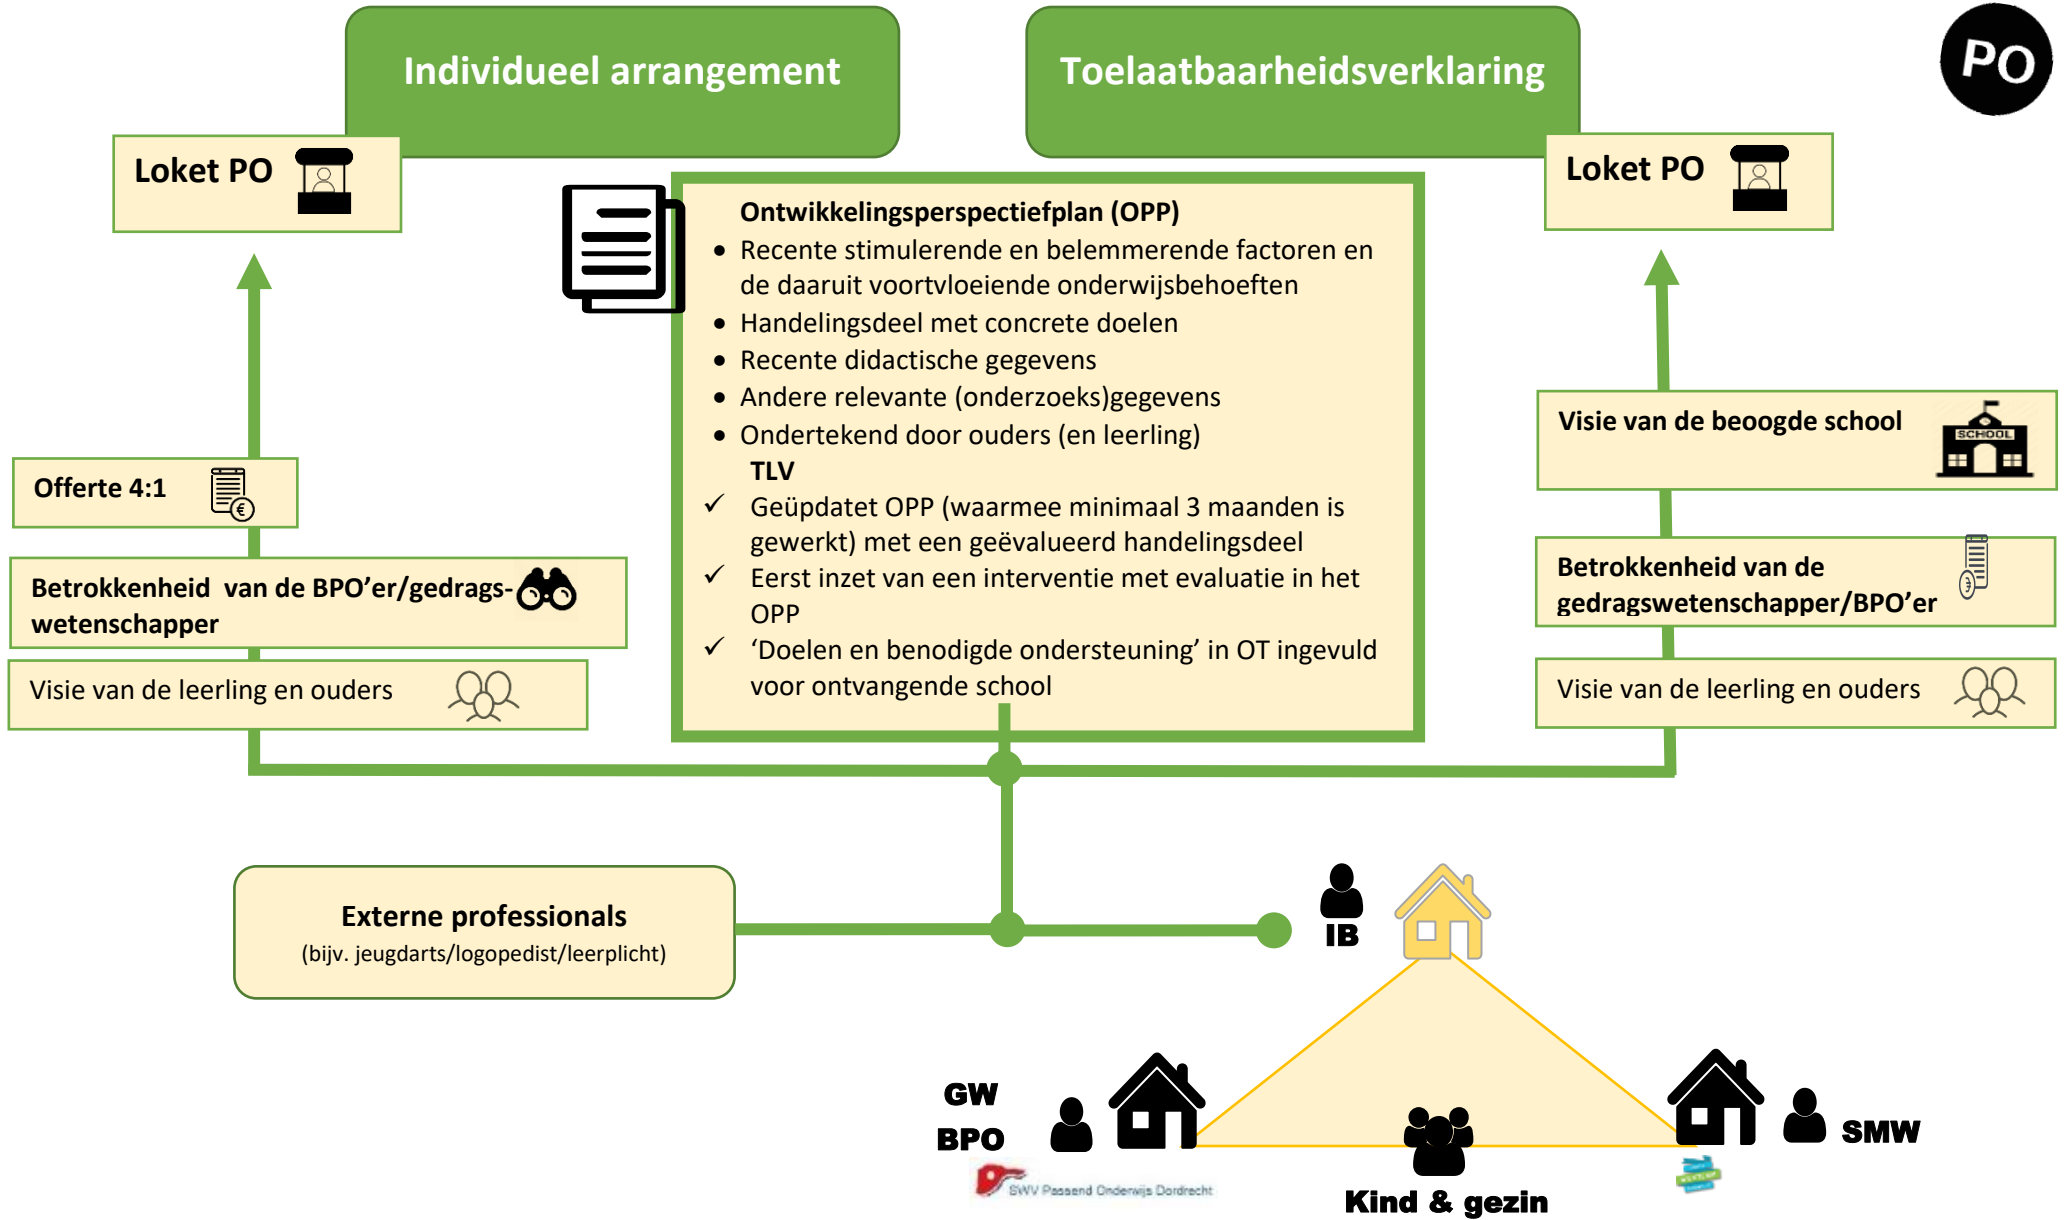 Individueel arrangement
Toelaatbaarheidsverklaring
PO
Loket PO
Loket PO
Ontwikkelingsperspectiefplan (OPP)
• Recente stimulerende en belemmerende factoren en
de daaruit voortvloeiende onderwijsbehoeften
• Handelingsdeel met concrete doelen
• Recente didactische gegevens
• Andere relevante (onderzoeks)gegevens
• Ondertekend door ouders (en leerling)
TLV
✓ Geüpdatet OPP (waarmee minimaal 3 maanden is
gewerkt) met een geëvalueerd handelingsdeel
✓ Eerst inzet van een interventie met evaluatie in het
OPP
✓ ‘Doelen en benodigde ondersteuning’ in OT ingevuld
voor ontvangende school
Offerte 4:1
Betrokkenheid van de BPO’er/gedrags-
wetenschapper
Visie van de leerling en ouders
Visie van de beoogde school
SCHOOL
Betrokkenheid van de
gedragswetenschapper/BPO’er
Visie van de leerling en ouders
Externe professionals
(bijv. jeugdarts/logopedist/leerplicht)
IB
GW
BPO
SWV Passend Onderwijs Dordrecht
SMW
Kind & gezin